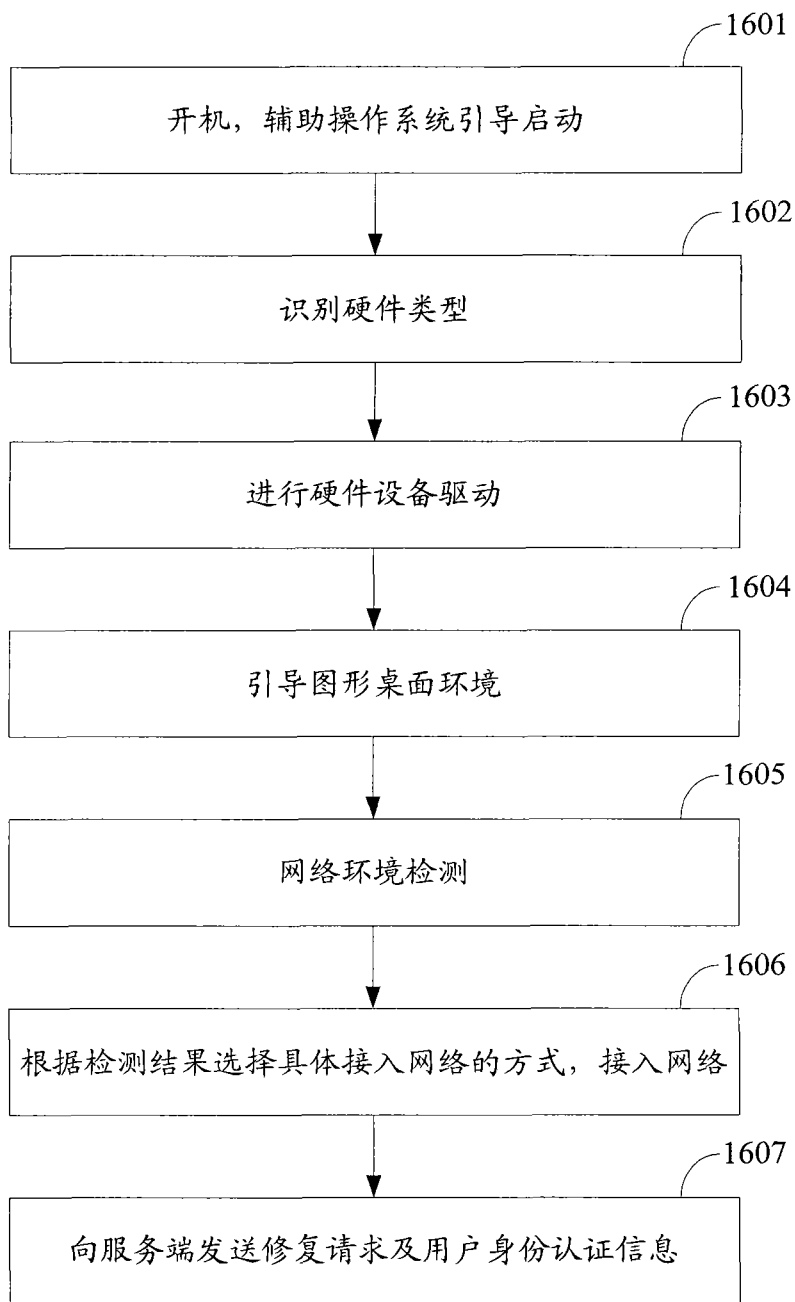 1601
开机，辅助操作系统引导启动
1602
识别硬件类型
1603
进行硬件设备驱动
1604
引导图形桌面环境
1605
网络环境检测
1606
根据检测结果选择具体接入网络的方式，接入网络
1607
向服务端发送修复请求及用户身份认证信息